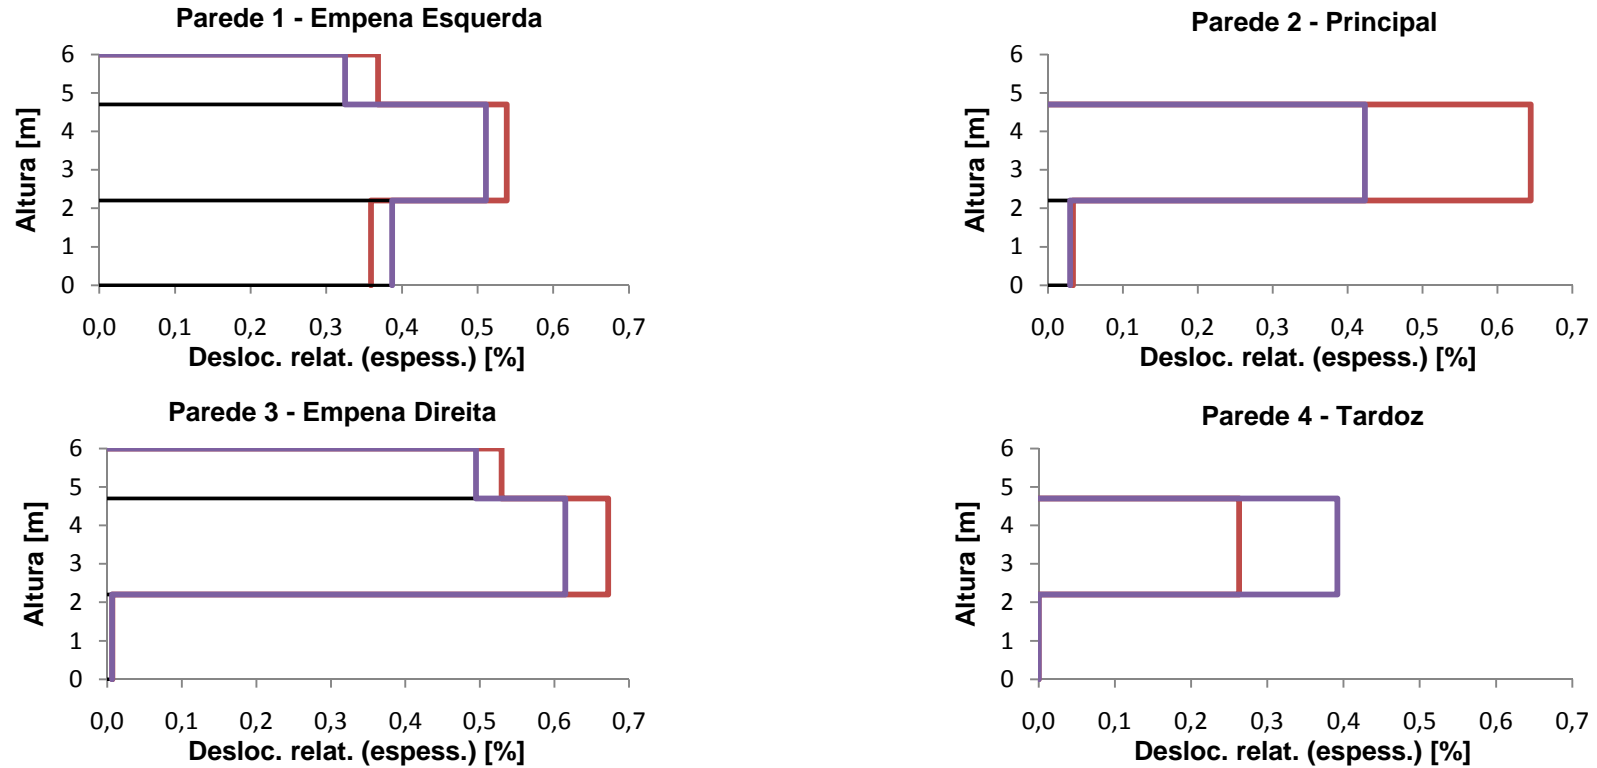 Parede 1 - Empena Esquerda
Altura [m]
6
5
4
3
2
1
0
0,0 0,1 0,2 0,3 0,4 0,5 0,6 0,7
Desloc. relat. (espess.) [%]
Parede 2 - Principal
Altura [m]
6
5
4
3
2
1
0
0,0 0,1 0,2 0,3 0,4 0,5 0,6 0,7
Desloc. relat. (espess.) [%]
Parede 3 - Empena Direita
Altura [m]
6
5
4
3
2
1
0
0,0 0,1 0,2 0,3 0,4 0,5 0,6 0,7
Desloc. relat. (espess.) [%]
Parede 4 - Tardoz
Altura [m]
6
5
4
3
2
1
0
0,0 0,1 0,2 0,3 0,4 0,5 0,6 0,7
Desloc. relat. (espess.) [%]